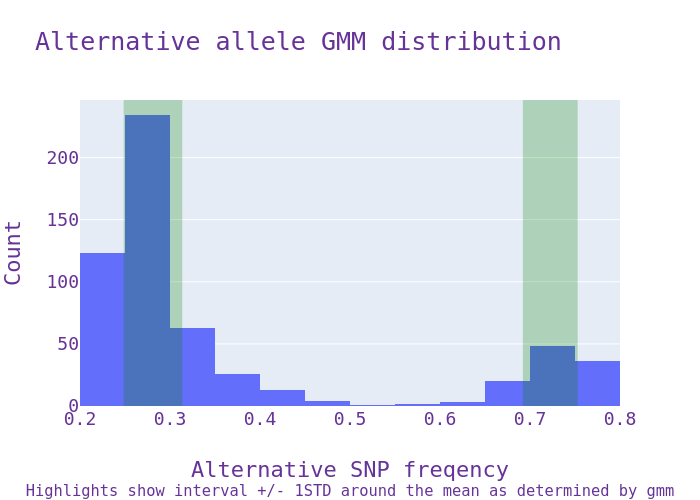 Alternative allele GMM distribution
200
150
100
50
0
Count
0.2 0.3 0.4 0.5 0.6 0.7 0.8
Alternative SNP freqency
Highlights show interval +/- 1STD around the mean as determined by gmm